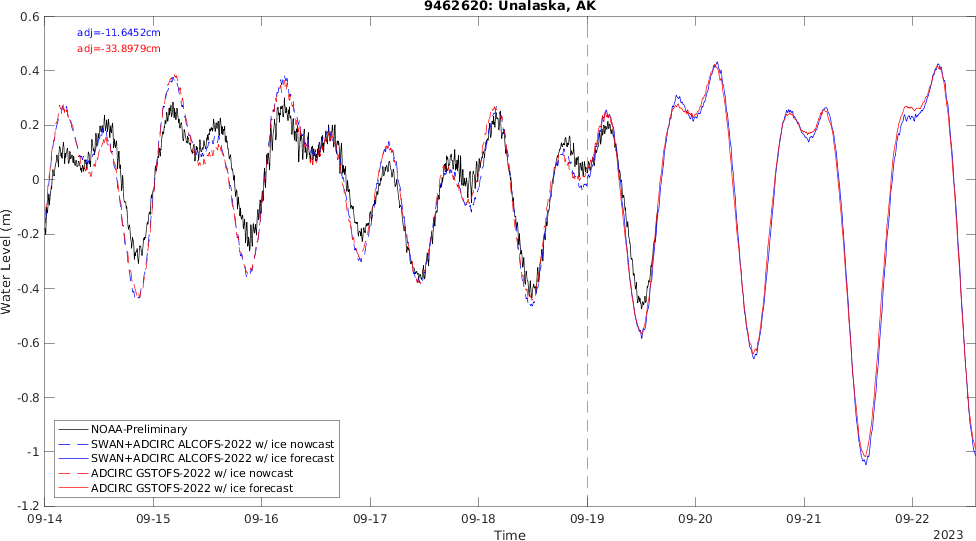 9462620: Unalaska, AK
adj=-11.6452cm
adj=-33.8979cm
Water Level (m)
0.6
0.4
0.2
0
-0.2
-0.4
-0.6
-0.8
-1
-1.2
NOAA-Preliminary
SWAN+ADCIRC ALCOFS-2022 w/ ice nowcast
SWAN+ADCIRC ALCOFS-2022 w/ ice forecast
ADCIRC GSTOFS-2022 w/ ice nowcast
ADCIRC GSTOFS-2022 w/ ice forecast
09-14 09-15 09-16 09-17 09-18 09-19 09-20 09-21 09-22
Time
2023